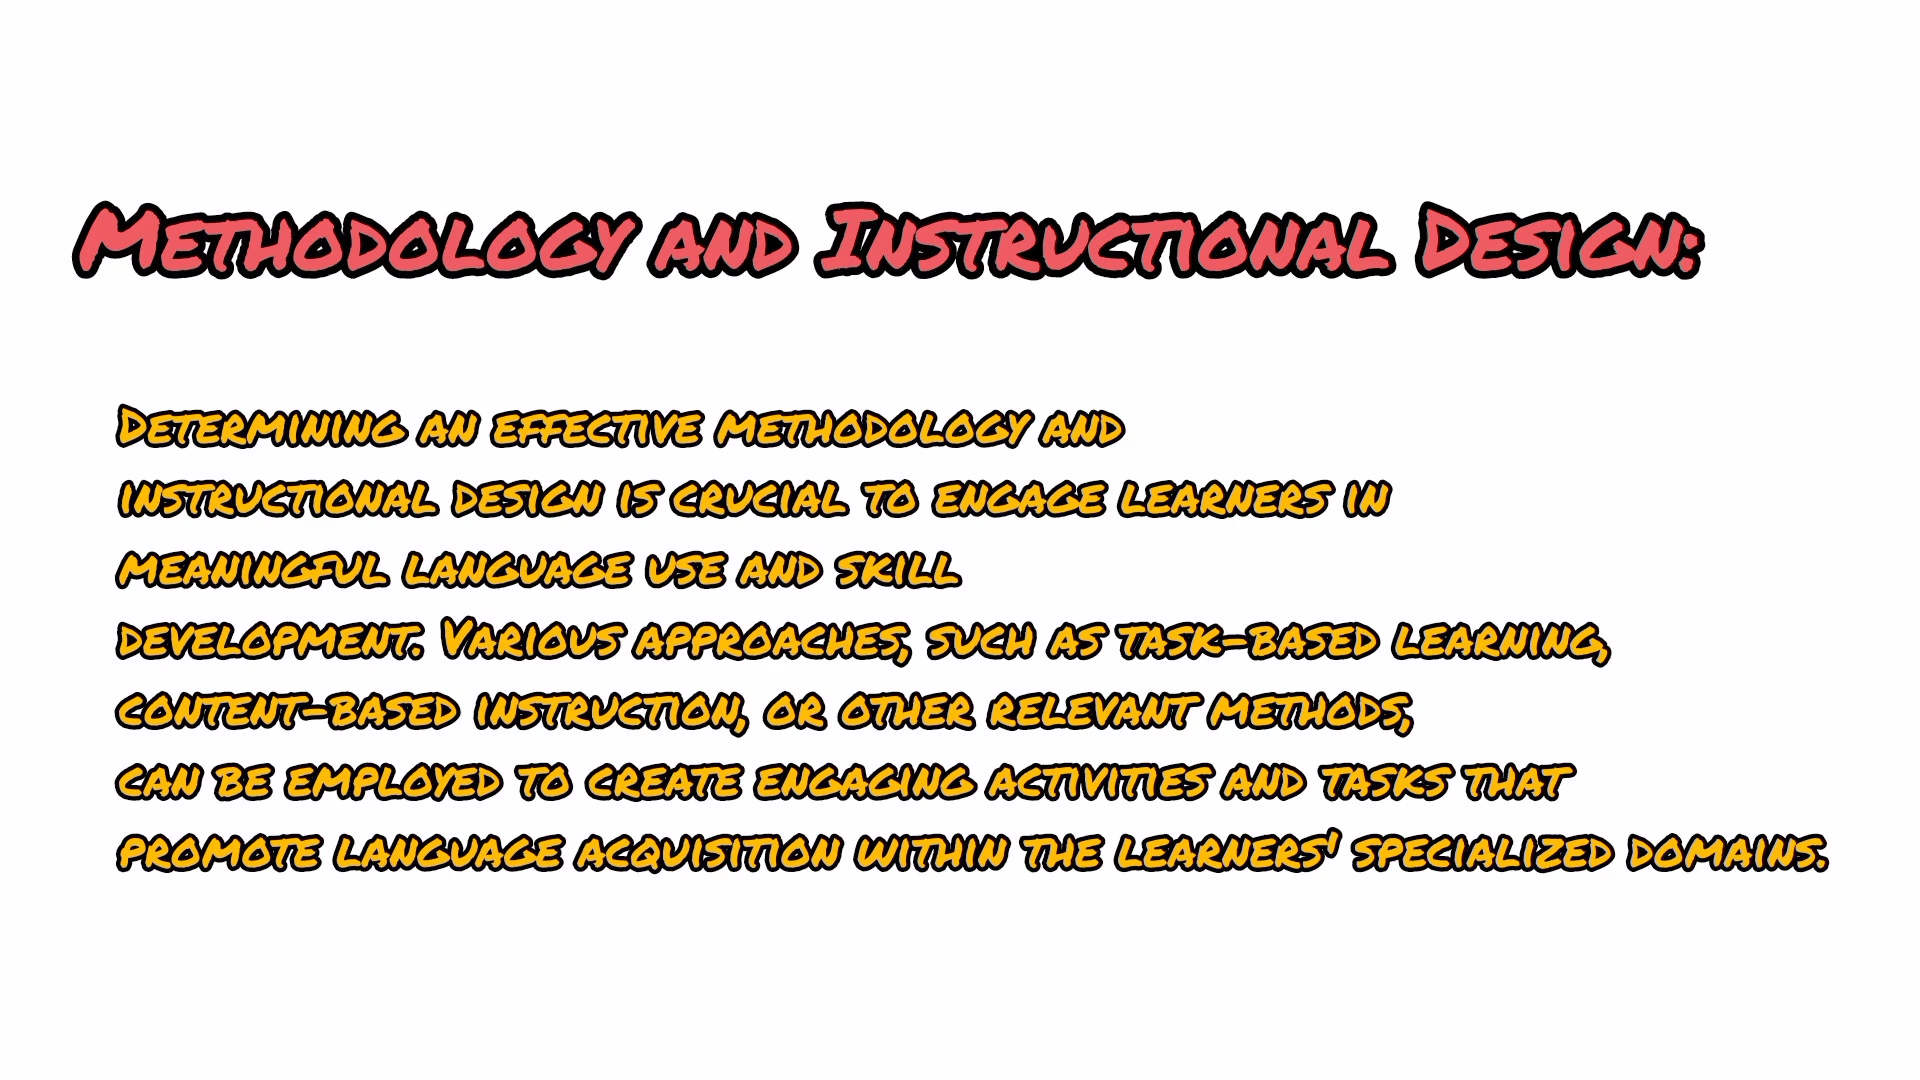 Methodology and Instructional Design:
Determining an effective methodology and
instructional design is crucial to engage learners in
meaningful language use and skill
development. Various approaches, such as task-based learning,
content-based instruction, or other relevant methods,
can be employed to create engaging activities and tasks that
promote language acquisition within the learners' specialized domains.